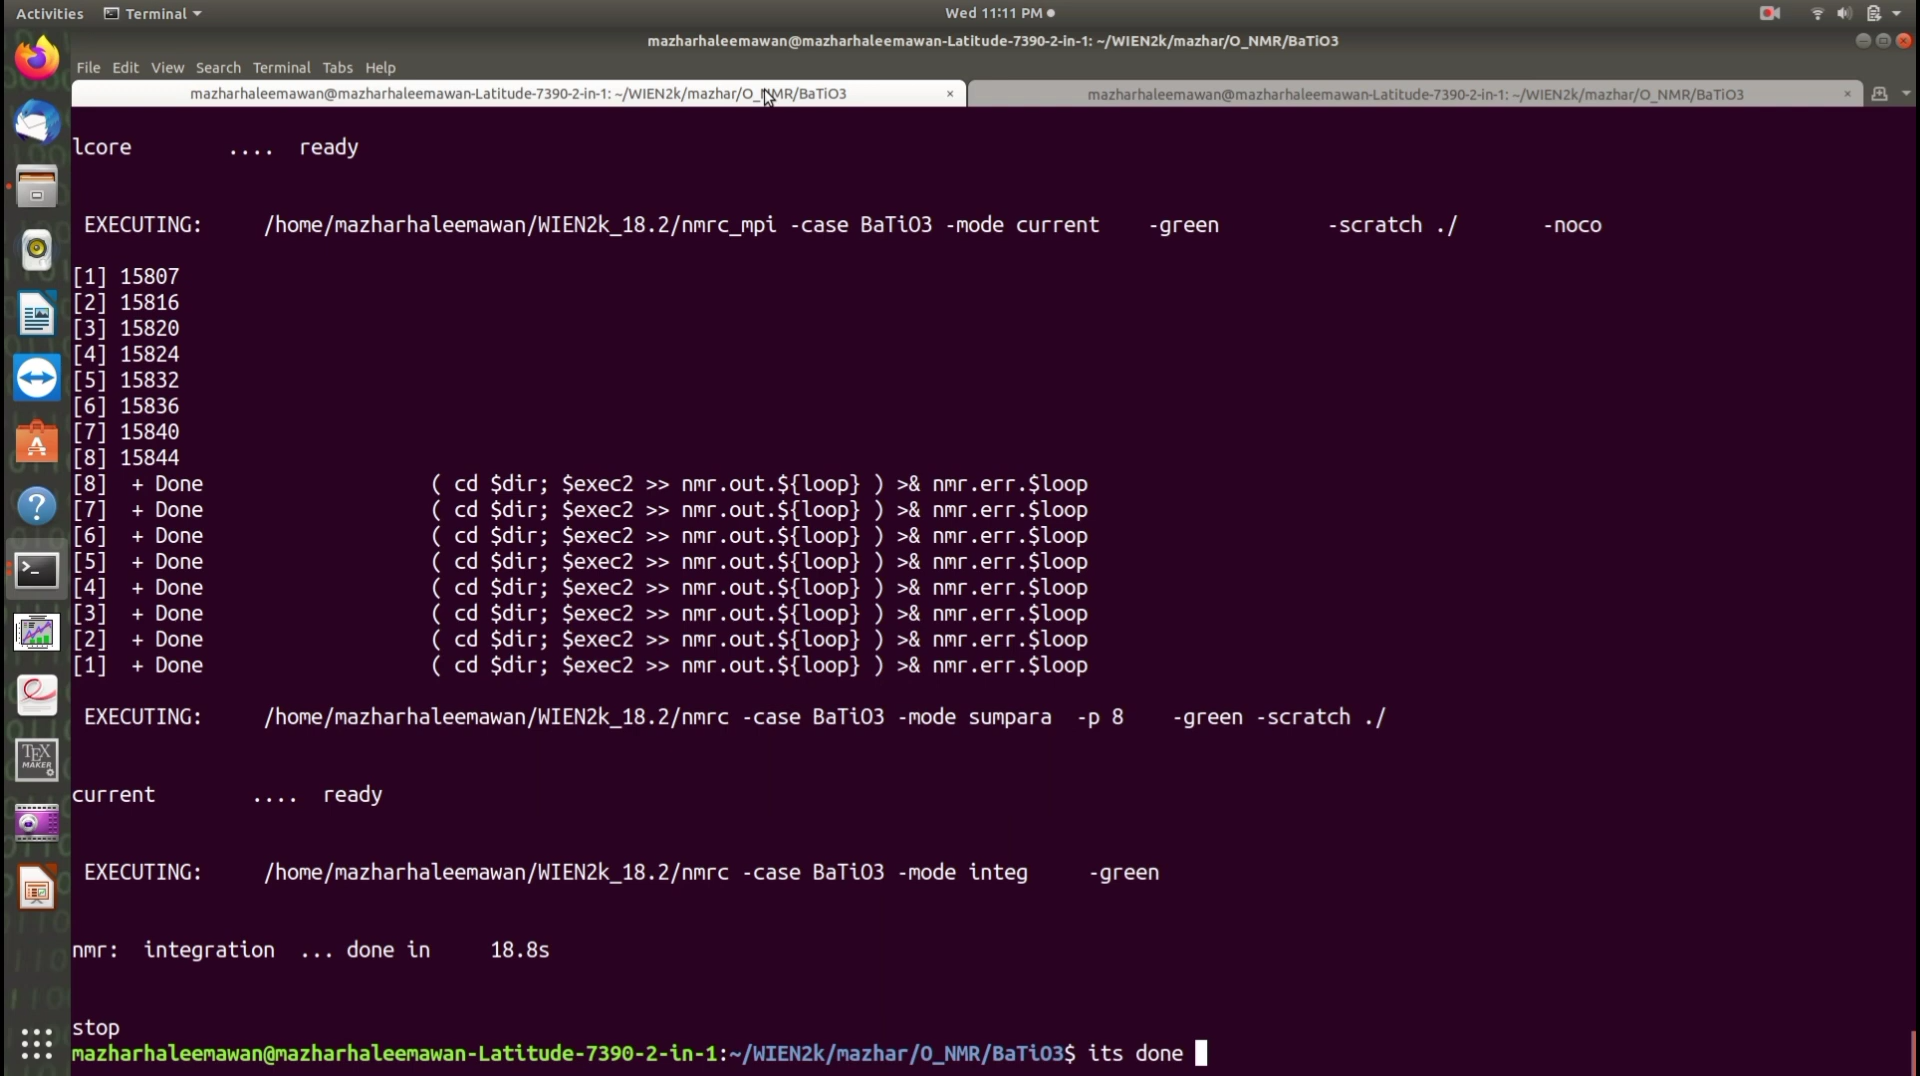 Activities Terminal Wed 11:11 PM
mazharhaleemawan@mazharhaleemawan-Latitude-7390-2-in-1: ~/WIEN2k/mazhar/O_NMR/BaTiO3
File Edit View Search Terminal Tabs Help
mazharhaleemawan@mazharhaleemawan-Latitude-7390-2-in-1: ~/WIEN2k/mazhar/O_NMR/BaTiO3 × mazharhaleemawan@mazharhaleemawan-Latitude-7390-2-in-1: ~/WIEN2k/mazhar/O_NMR/BaTiO3 ×
lcore .... ready
EXECUTING: /home/mazharhaleemawan/WIEN2k_18.2/nmrc_mpi -case BaTiO3 -mode current -green -scratch ./ -noco
[1] 15807
[2] 15816
[3] 15820
[4] 15824
[5] 15832
[6] 15836
[7] 15840
[8] 15844
[8] + Done ( cd $dir; $exec2 >> nmr.out.${loop} ) >& nmr.err.$loop
[7] + Done ( cd $dir; $exec2 >> nmr.out.${loop} ) >& nmr.err.$loop
[6] + Done ( cd $dir; $exec2 >> nmr.out.${loop} ) >& nmr.err.$loop
[5] + Done ( cd $dir; $exec2 >> nmr.out.${loop} ) >& nmr.err.$loop
[4] + Done ( cd $dir; $exec2 >> nmr.out.${loop} ) >& nmr.err.$loop
[3] + Done ( cd $dir; $exec2 >> nmr.out.${loop} ) >& nmr.err.$loop
[2] + Done ( cd $dir; $exec2 >> nmr.out.${loop} ) >& nmr.err.$loop
[1] + Done ( cd $dir; $exec2 >> nmr.out.${loop} ) >& nmr.err.$loop
EXECUTING: /home/mazharhaleemawan/WIEN2k_18.2/nmrc -case BaTiO3 -mode sumpara -p 8 -green -scratch ./
TEX
MAKER
current .... ready
EXECUTING: /home/mazharhaleemawan/WIEN2k_18.2/nmrc -case BaTiO3 -mode integ -green
nmr: integration ... done in 18.8s
stop
mazharhaleemawan@mazharhaleemawan-Latitude-7390-2-in-1:~/WIEN2k/mazhar/O_NMR/BaTiO3$ its done